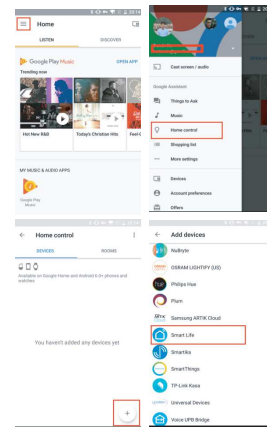 Home
LISTEN DISCOVER
Google Play Music OPEN APP
Trending now
Hot New R&B Today's Christian Hits Feel-
MY MUSIC & AUDIO APPS
Google Play
Music
Cast screen / audio
Google Assistant
Things to Ask
Music
Home control
Shopping list
More settings
Devices
Account preferences
Offers
Home control
DEVICES ROOMS
Available on Google Home and Android 6.0+ phones and
watches
You haven't added any devices yet
Add devices
NuBryte
OSRAM LIGHTIFY (US)
hue Philips Hue
Plum
Samsung ARTIK Cloud
Smart Life
Smartika
SmartThings
TP-Link Kasa
Universal Devices
Voice UPB Bridge